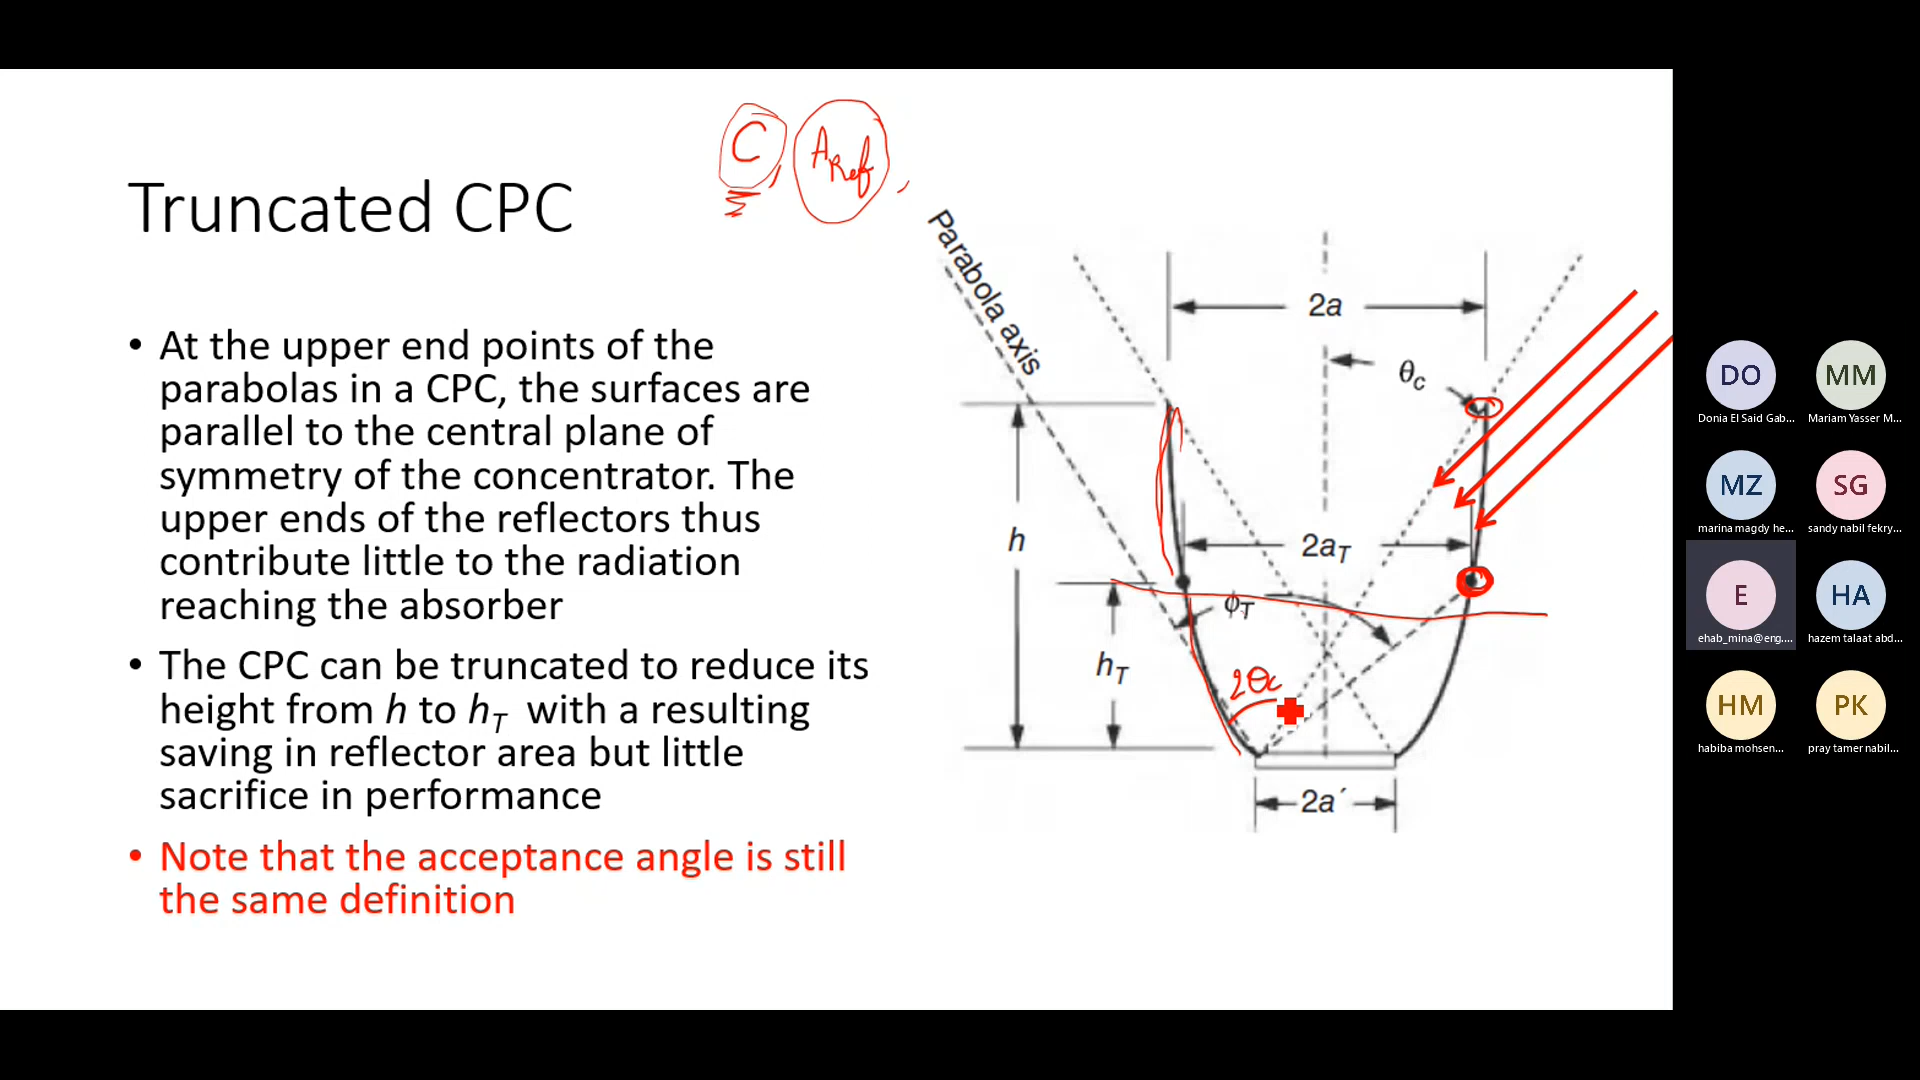 C, ARef,
Truncated CPC
• At the upper end points of the
parabolas in a CPC, the surfaces are
parallel to the central plane of
symmetry of the concentrator. The
upper ends of the reflectors thus
contribute little to the radiation
reaching the absorber
• The CPC can be truncated to reduce its
height from h to hT with a resulting
saving in reflector area but little
sacrifice in performance
• Note that the acceptance angle is still
the same definition
Parabola axis
2a
θc
h
2aT
ϕT
hT
2θc
2a´
DO
Donia El Said Gab...
MM
Mariam Yasser M...
MZ
marina magdy he...
SG
sandy nabil fekry...
E
ehab_mina@eng....
HA
hazem talaat abd...
HM
habiba mohsen...
PK
pray tamer nabil...